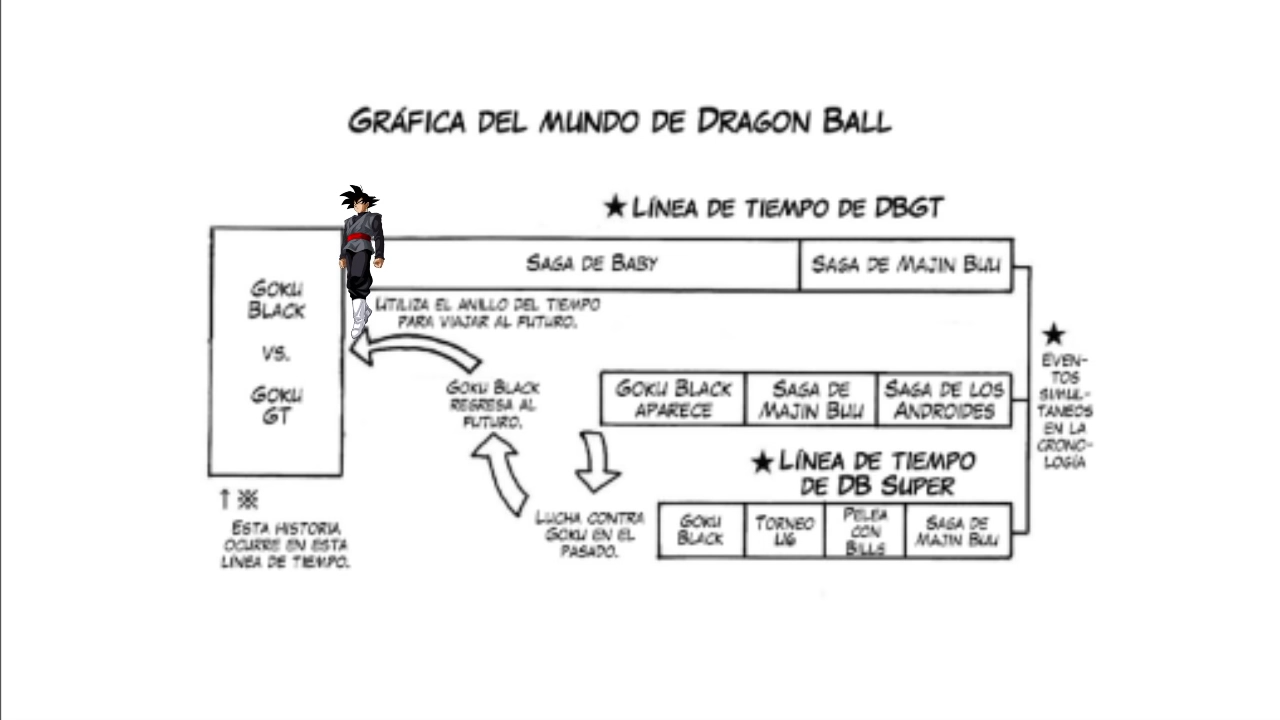 GRÁFICA DEL MUNDO DE DRAGON BALL
★ LÍNEA DE TIEMPO DE DBGT
SAGA DE BABY
SAGA DE MAJIN BUU
GOKU
BLACK
VS.
GOKU
GT
UTILIZA EL ANILLO DEL TIEMPO
PARA VIAJAR AL FUTURO.
GOKU BLACK
REGRESA AL
FUTURO.
GOKU BLACK
APARECE
SAGA DE
MAJIN BUU
SAGA DE LOS
ANDROIDES
★
EVEN-
TOS
SIMUL-
TANEOS
EN LA
CRONO-
LOGÍA
★ LÍNEA DE TIEMPO
DE DB SUPER
↑ ※
ESTA HISTORIA
OCURRE EN ESTA
LINEA DE TIEMPO.
LUCHA CONTRA
GOKU EN EL
PASADO.
GOKU
BLACK
TORNEO
U6
PELEA
CON
BILLS
SAGA DE
MAJIN BUU